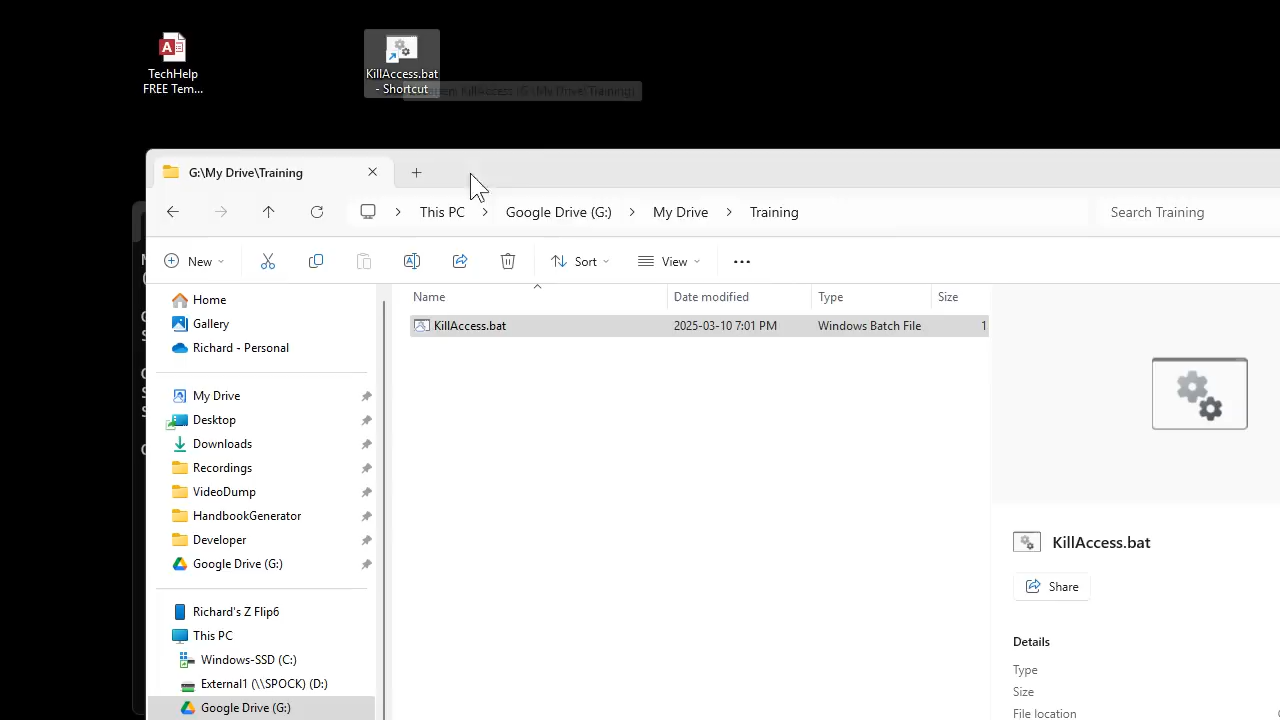 TechHelp
FREE Tem...
KillAccess.bat
- Shortcut
G:\My Drive\Training
This PC
Google Drive (G:)
My Drive
Training
Search Training
New
Sort
View
Home
Gallery
Richard - Personal
My Drive
Desktop
Downloads
Recordings
VideoDump
HandbookGenerator
Developer
Google Drive (G:)
Richard's Z Flip6
This PC
Windows-SSD (C:)
External1 (\\SPOCK) (D:)
Google Drive (G:)
Name Date modified Type Size
KillAccess.bat 2025-03-10 7:01 PM Windows Batch File 1
KillAccess.bat
Share
Details
Type
Size
File location